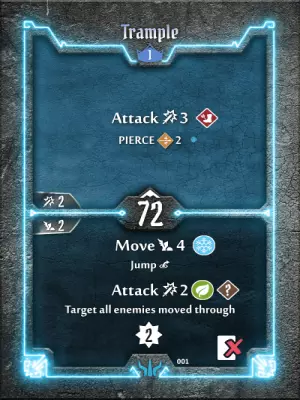 Trample
1
Attack 3
PIERCE 2
2
2
72
Move 4
Jump
Attack 2 ?
Target all enemies moved through
2
001